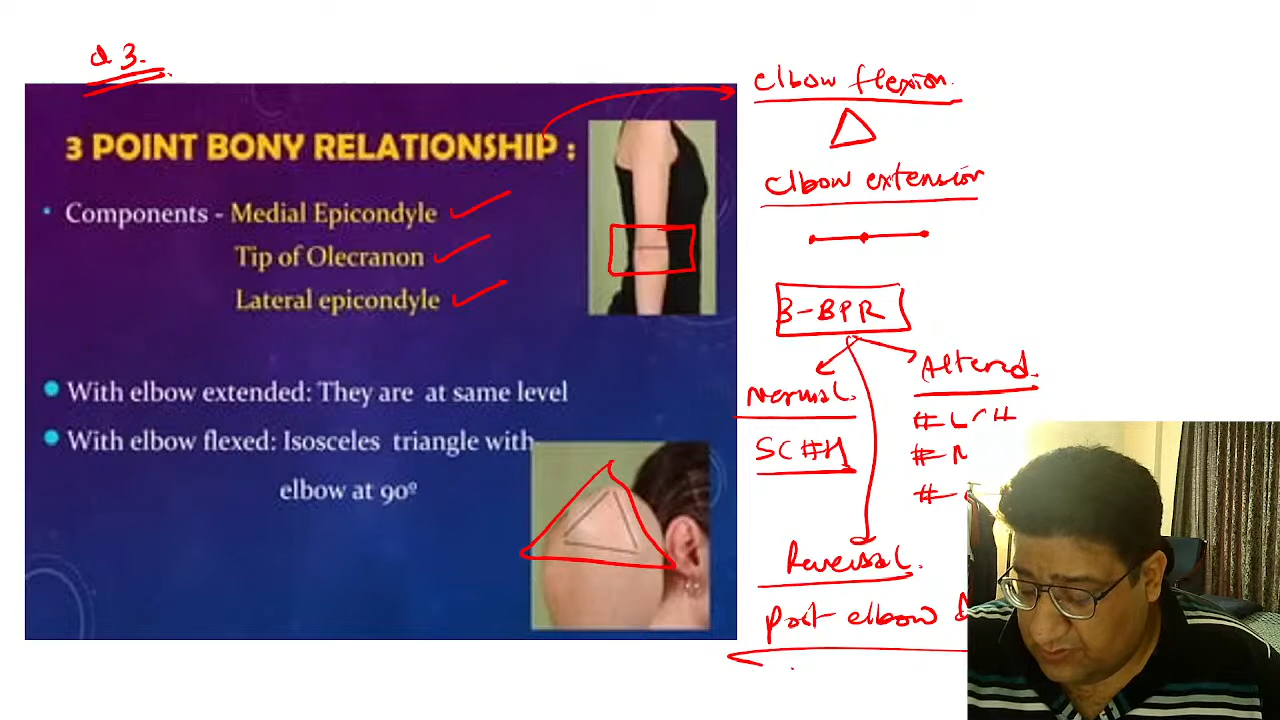 Q 3.
3 POINT BONY RELATIONSHIP :
• Components - Medial Epicondyle
Tip of Olecranon
Lateral epicondyle
• With elbow extended: They are at same level
• With elbow flexed: Isosceles triangle with
elbow at 90º
elbow flexion.
elbow extension
3-BPR
Normal.
SC # H
Altered.
#
#
#
Reversal.
Post elbow